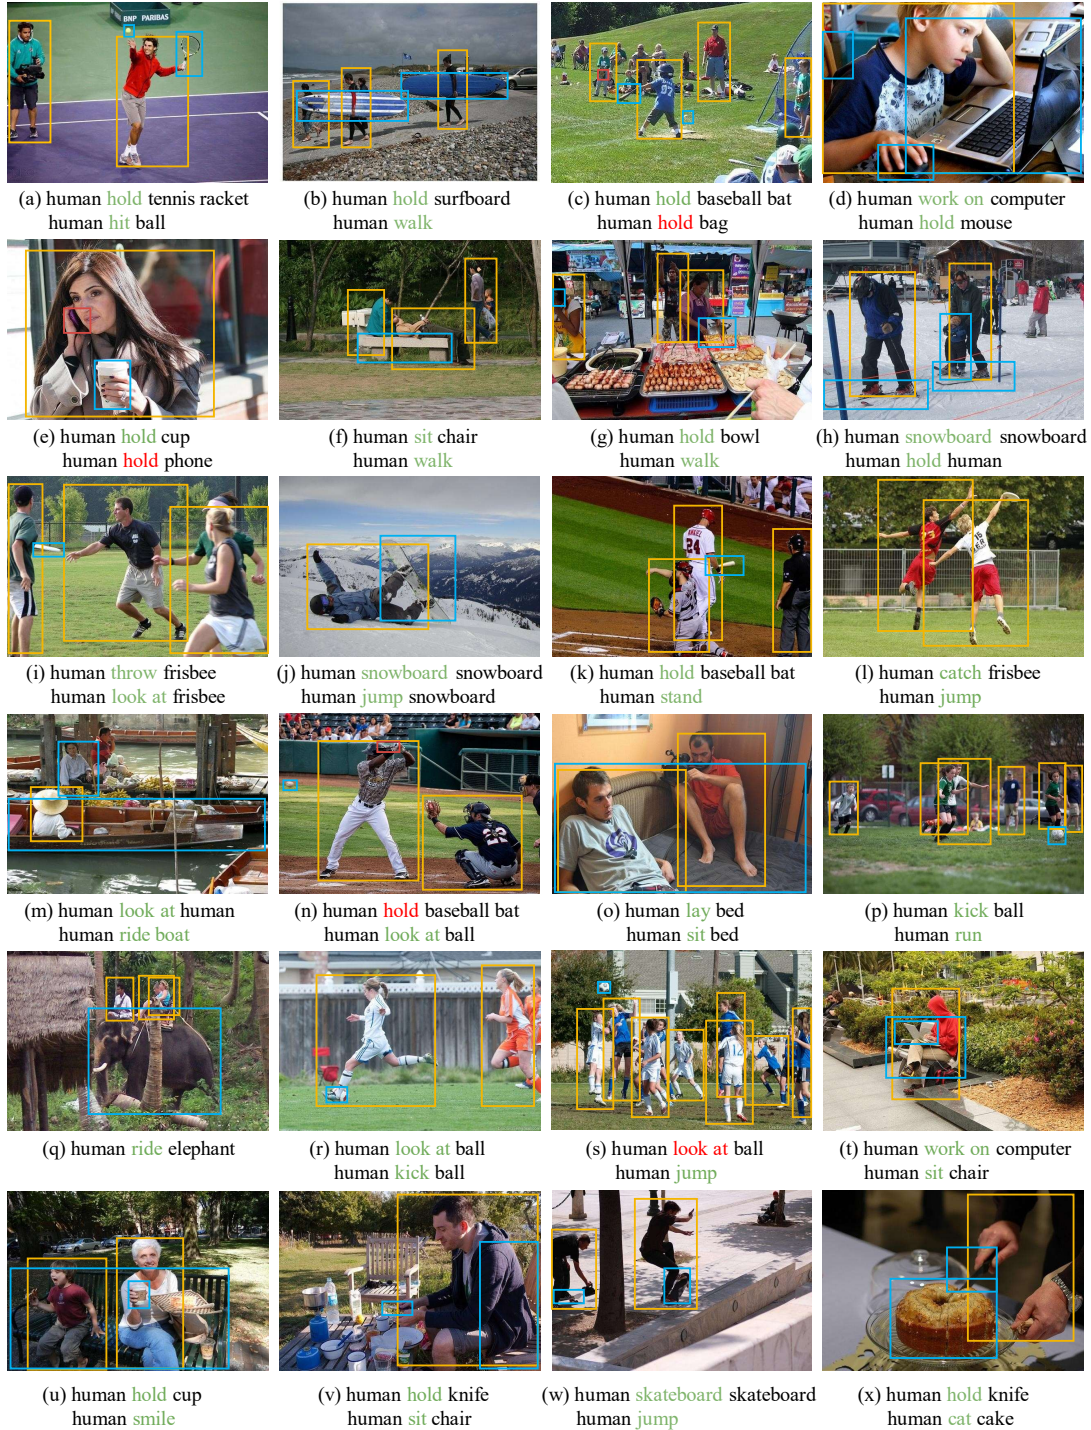 BNP PARIBAS
(a) human hold tennis racket
human hit ball
(b) human hold surfboard
human walk
07
(c) human hold baseball bat
human hold bag
(d) human work on computer
human hold mouse
(e) human hold cup
human hold phone
(f) human sit chair
human walk
(g) human hold bowl
human walk
(h) human snowboard snowboard
human hold human
(i) human throw frisbee
human look at frisbee
(j) human snowboard snowboard
human jump snowboard
24
(k) human hold baseball bat
human stand
23
(l) human catch frisbee
human jump
(m) human look at human
human ride boat
22
(n) human hold baseball bat
human look at ball
(o) human lay bed
human sit bed
(p) human kick ball
human run
(q) human ride elephant
(r) human look at ball
human kick ball
12
(s) human look at ball
human jump
(t) human work on computer
human sit chair
(u) human hold cup
human smile
(v) human hold knife
human sit chair
(w) human skateboard skateboard
human jump
(x) human hold knife
human cat cake